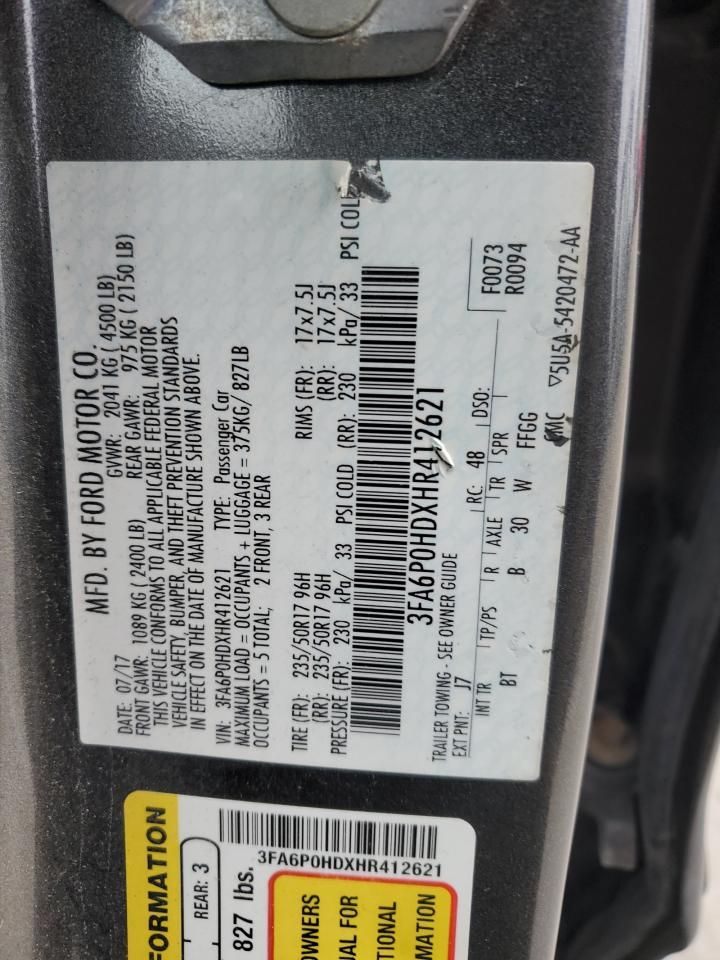 MFD. BY FORD MOTOR CO.
DATE: 07/17 GVWR: 2041 KG ( 4500 LB)
FRONT GAWR: 1089 KG ( 2400 LB) REAR GAWR: 975 KG ( 2150 LB)
THIS VEHICLE CONFORMS TO ALL APPLICABLE FEDERAL MOTOR
VEHICLE SAFETY, BUMPER, AND THEFT PREVENTION STANDARDS
IN EFFECT ON THE DATE OF MANUFACTURE SHOWN ABOVE.
VIN: 3FA6P0HDXHR412621 TYPE: Passenger Car
MAXIMUM LOAD = OCCUPANTS + LUGGAGE = 375KG/ 827LB
OCCUPANTS = 5 TOTAL; 2 FRONT, 3 REAR
TIRE (FR): 235/50R17 96H RIMS (FR): 17x7.5J
(RR): 235/50R17 96H (RR): 17x7.5J
PRESSURE (FR): 230 kPa/ 33 PSI COLD (RR): 230 kPa/ 33 PSI COLD
3FA6P0HDXHR412621
TRAILER TOWING - SEE OWNER GUIDE F0073
EXT PNT: J7 RC: 48 DSO: R0094
INT TR TP/PS R AXLE TR SPR
BT B 30 W FFGG
5U5A-5420472-AA
3FA6P0HDXHR412621
FORMATION
REAR: 3
827 lbs.
OWNERS
UAL FOR
TIONAL
MATION